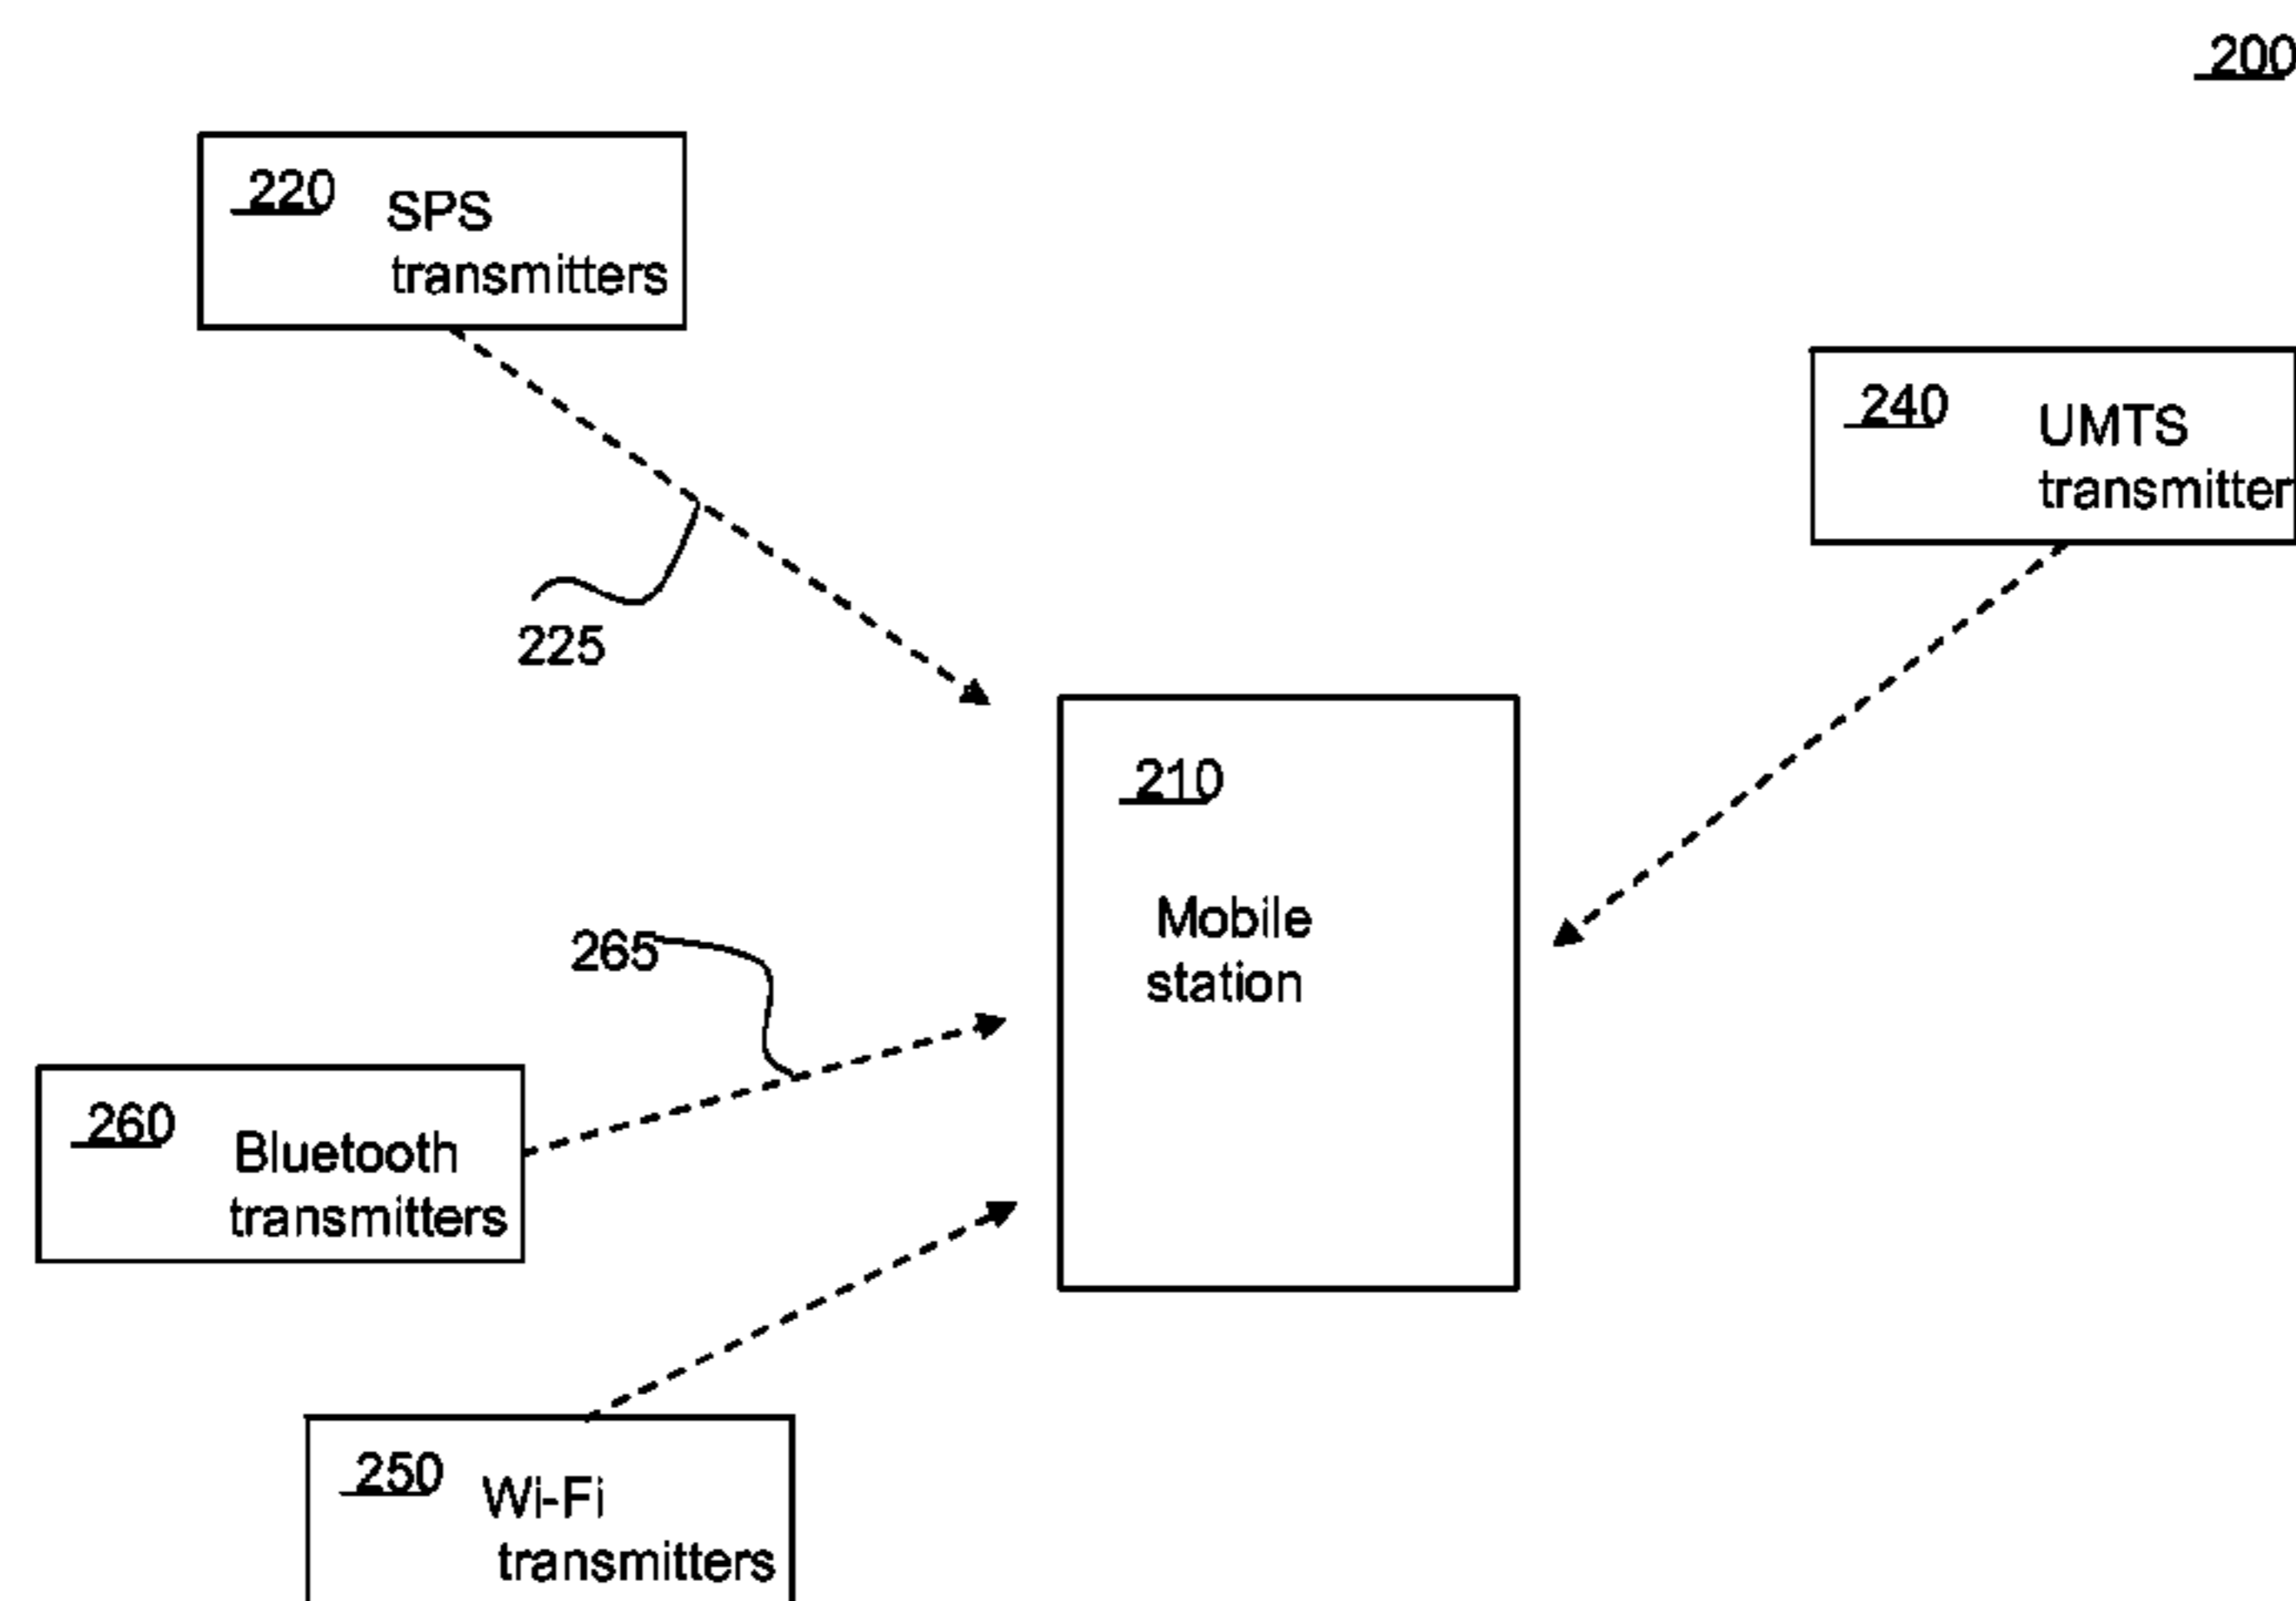 200
220
SPS
transmitters
240
UMTS
transmitter
225
210
Mobile
station
265
260
Bluetooth
transmitters
250
Wi-Fi
transmitters